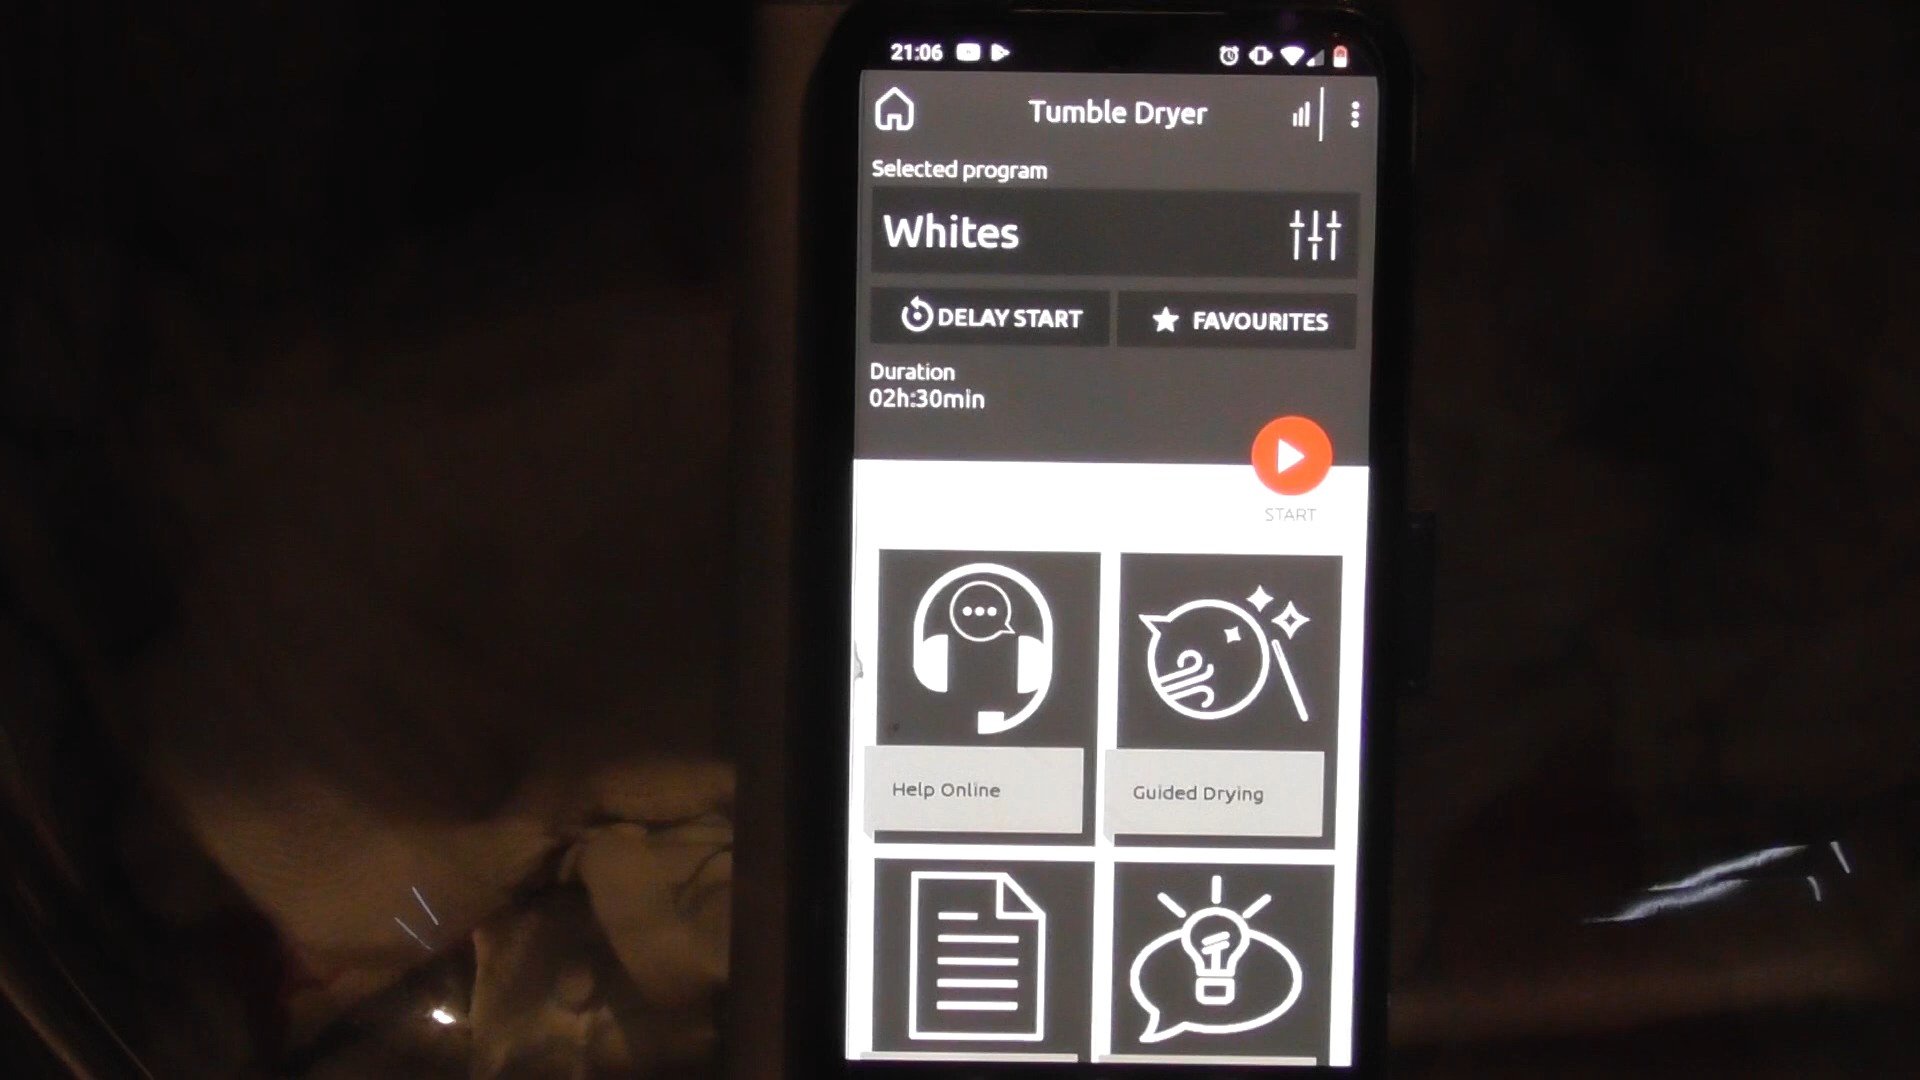 21:06
Tumble Dryer
Selected program
Whites
DELAY START
FAVOURITES
Duration
02h:30min
START
Help Online
Guided Drying